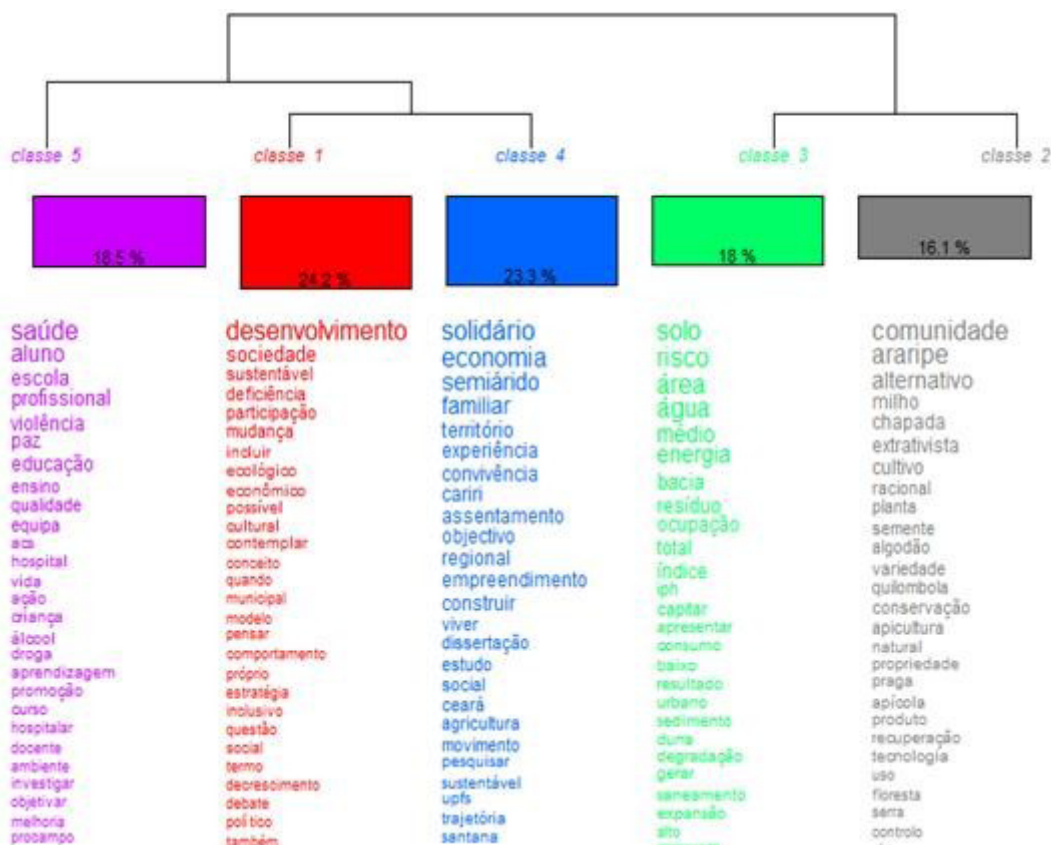 classe 5
classe 1
classe 4
classe 3
classe 2
18.5 %
24.2 %
23.3 %
18 %
16.1 %
saúde
aluno
escola
profissional
violência
paz
educação
ensino
qualidade
equipa
acs
hospital
vida
ação
criança
álcool
droga
aprendizagem
promoção
curso
hospitalar
docente
ambiente
investigar
objetivar
melhoria
procampo
desenvolvimento
sociedade
sustentável
deficiência
participação
mudança
incluir
ecológico
econômico
possível
cultural
contemplar
conceito
quando
municipal
modelo
pensar
comportamento
próprio
estratégia
inclusivo
questão
social
termo
decrescimento
debate
político
também
solidário
economia
semiárido
familiar
território
experiência
convivência
cariri
assentamento
objectivo
regional
empreendimento
construir
viver
dissertação
estudo
social
ceará
agricultura
movimento
pesquisar
sustentável
upfs
trajetória
santana
solo
risco
área
água
médio
energia
bacia
resíduo
ocupação
total
índice
iph
captar
apresentar
consumo
baixo
resultado
urbano
sedimento
degradação
gerar
saneamento
expansão
alto
comunidade
araripe
alternativo
milho
chapada
extrativista
cultivo
racional
planta
semente
algodão
variedade
quilombola
conservação
apicultura
natural
propriedade
praga
apícola
produto
recuperação
tecnologia
uso
floresta
serra
controlo